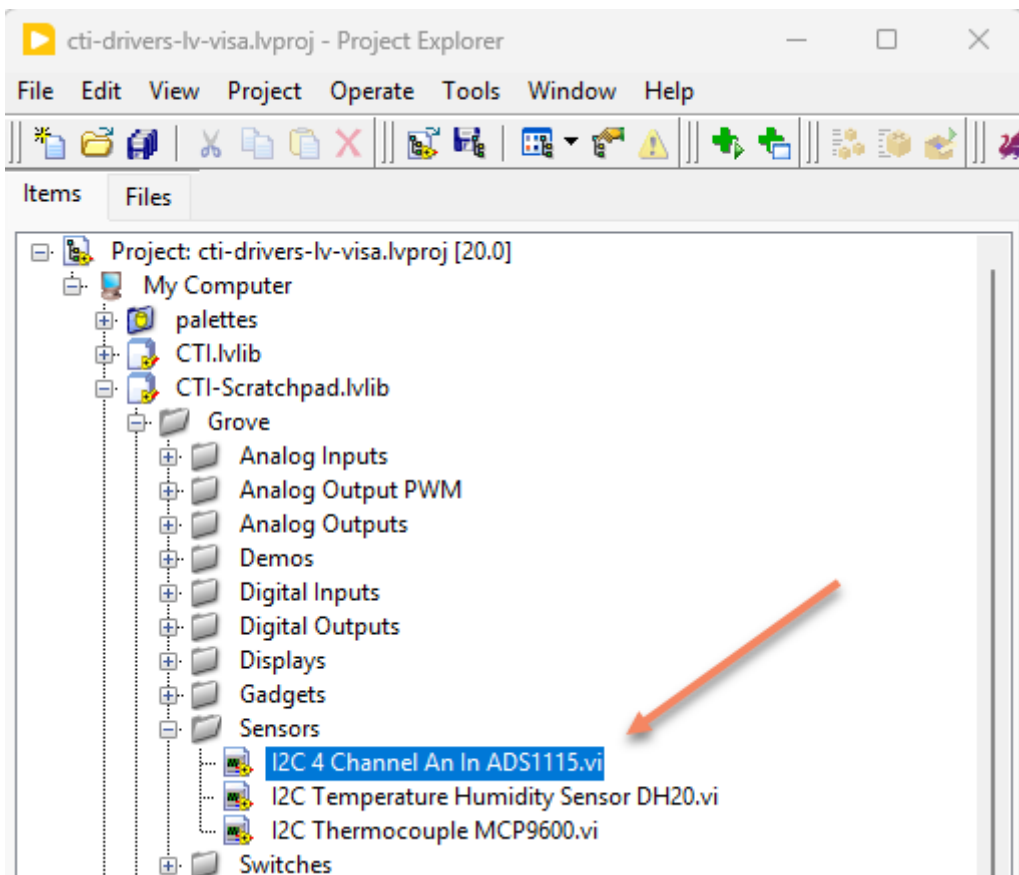 cti-drivers-lv-visa.lvproj - Project Explorer
File Edit View Project Operate Tools Window Help
Items Files
Project: cti-drivers-lv-visa.lvproj [20.0]
My Computer
palettes
CTI.lvlib
CTI-Scratchpad.lvlib
Grove
Analog Inputs
Analog Output PWM
Analog Outputs
Demos
Digital Inputs
Digital Outputs
Displays
Gadgets
Sensors
I2C 4 Channel An In ADS1115.vi
I2C Temperature Humidity Sensor DH20.vi
I2C Thermocouple MCP9600.vi
Switches